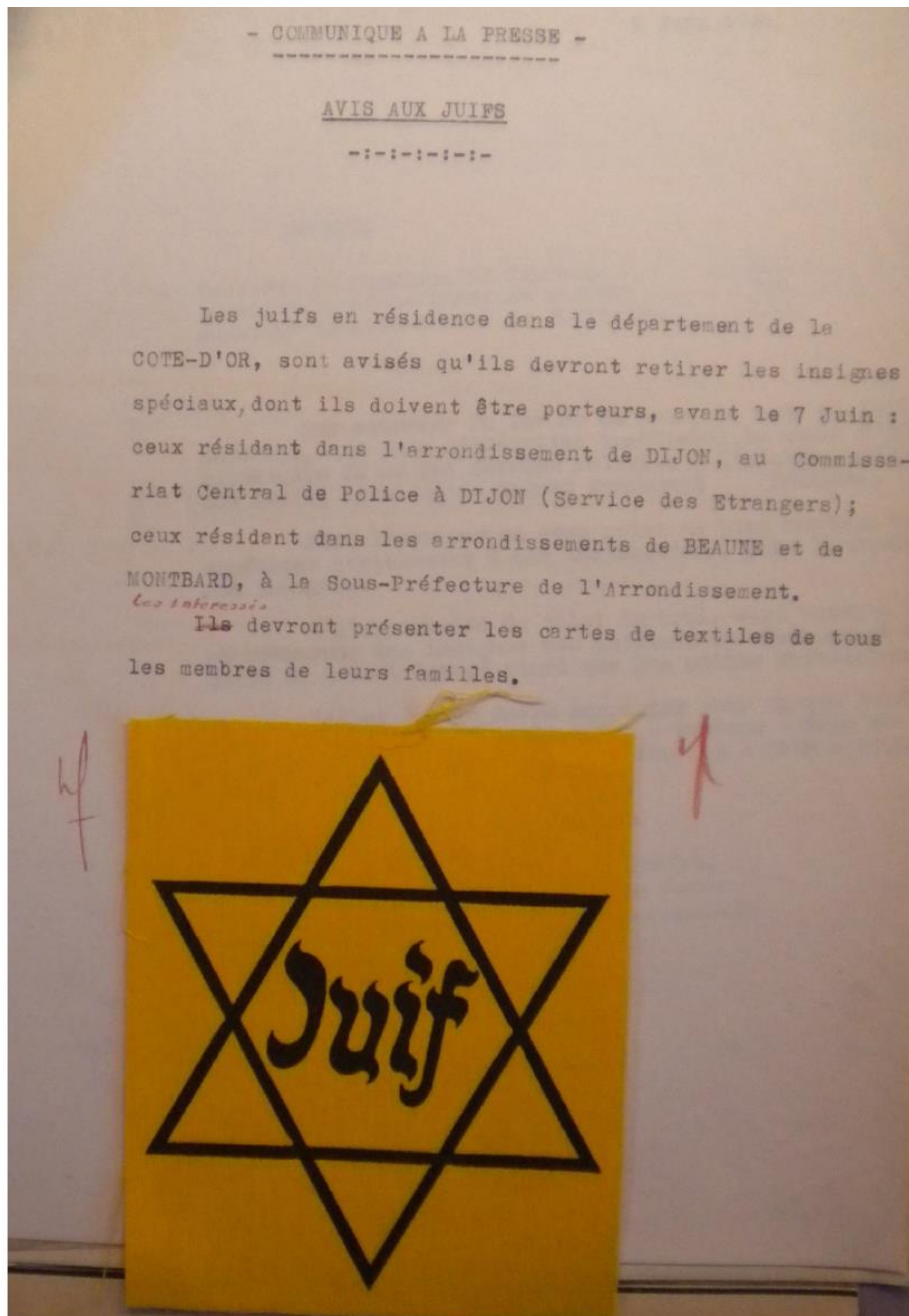 - COMMUNIQUE A LA PRESSE -
AVIS AUX JUIFS
-:-:-:-:-:-
Les juifs en résidence dans le département de la
COTE-D'OR, sont avisés qu'ils devront retirer les insignes
spéciaux, dont ils doivent être porteurs, avant le 7 Juin :
ceux résidant dans l'arrondissement de DIJON, au Commissa-
riat Central de Police à DIJON (Service des Etrangers);
ceux résidant dans les arrondissements de BEAUNE et de
MONTBARD, à la Sous-Préfecture de l'Arrondissement.
Les interessés
Ils devront présenter les cartes de textiles de tous
les membres de leurs familles.
Juif